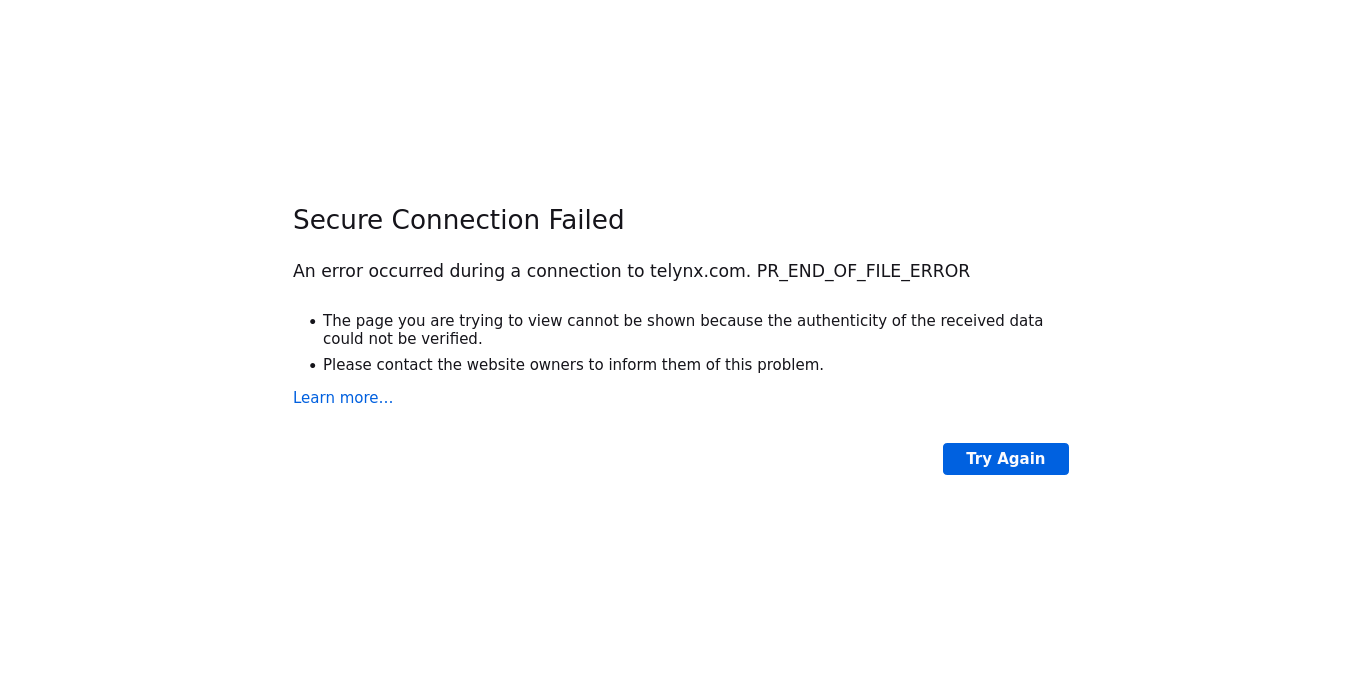 Secure Connection Failed
An error occurred during a connection to telynx.com. PR_END_OF_FILE_ERROR
• The page you are trying to view cannot be shown because the authenticity of the received data
could not be verified.
• Please contact the website owners to inform them of this problem.
Learn more…
Try Again